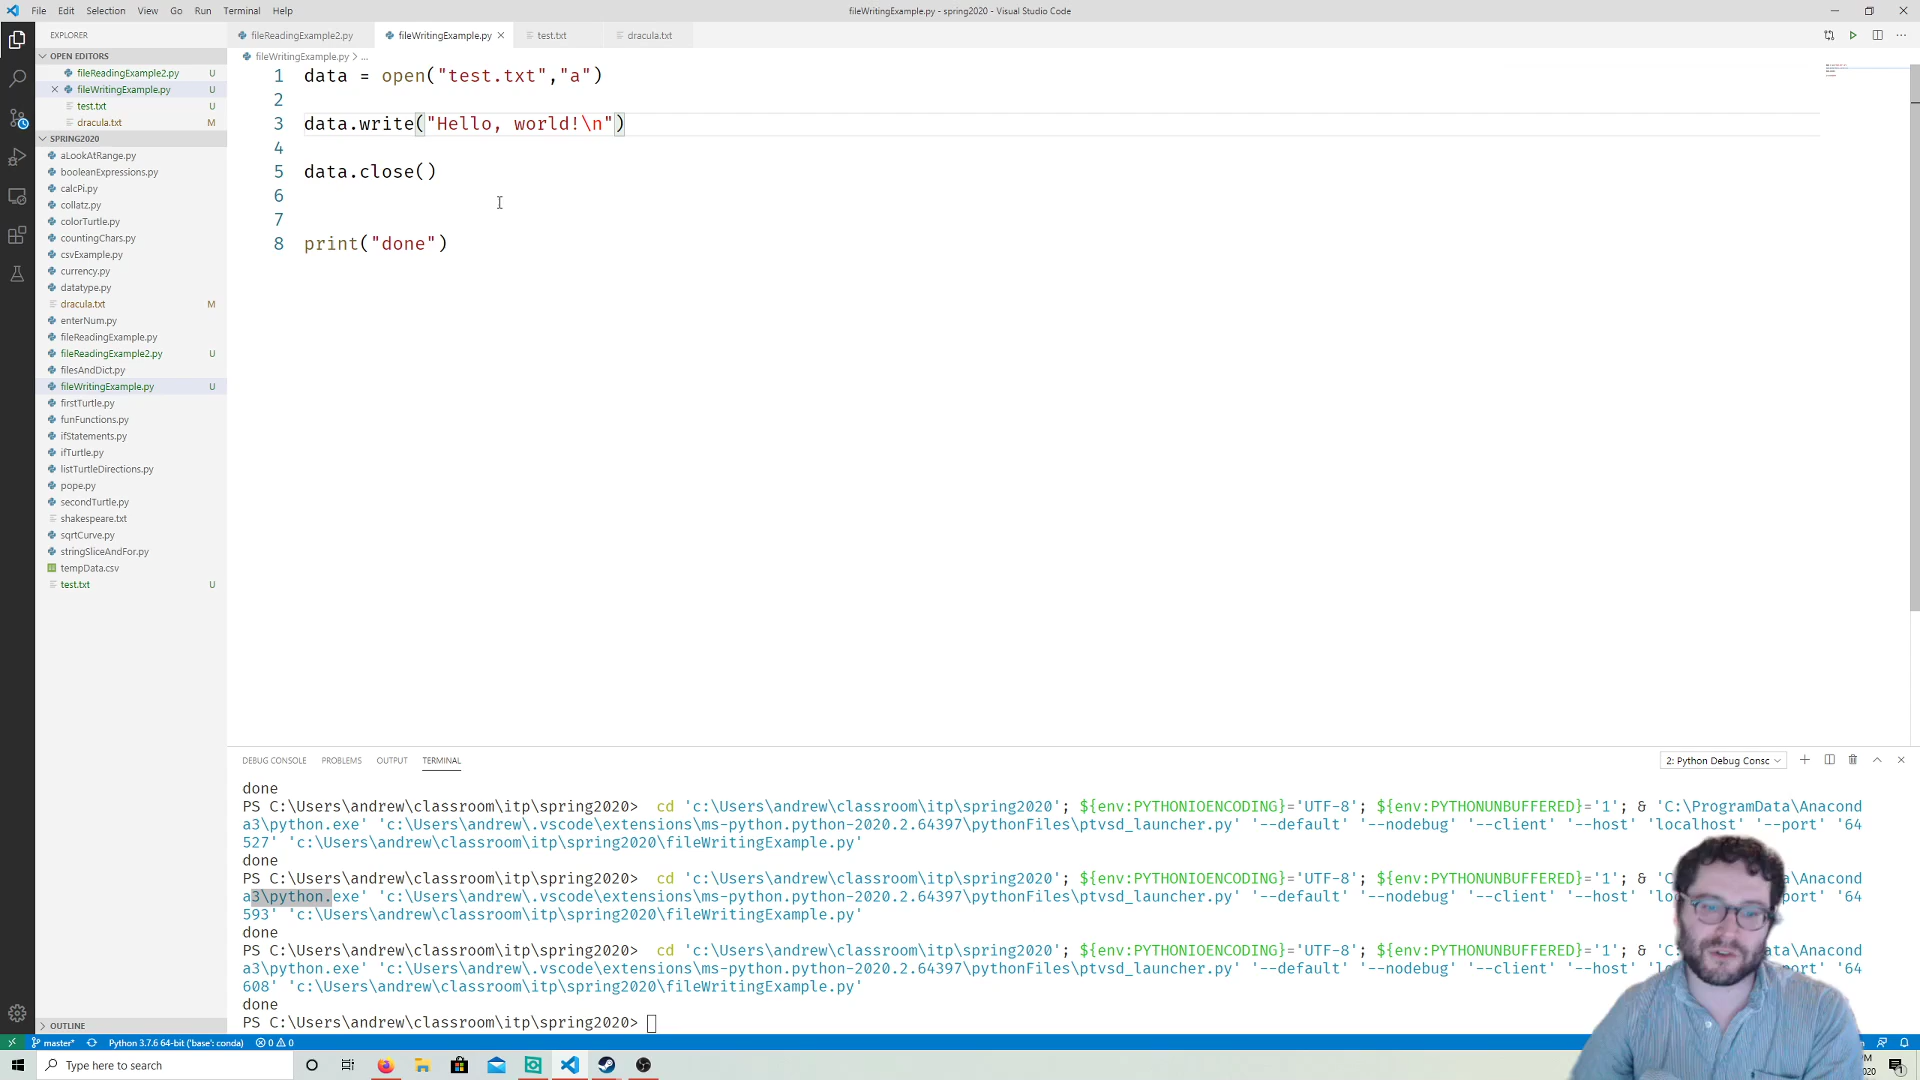 File Edit Selection View Go Run Terminal Help
fileWritingExample.py - spring2020 - Visual Studio Code
EXPLORER
OPEN EDITORS
fileReadingExample2.py U
fileWritingExample.py U
test.txt U
dracula.txt M
SPRING2020
aLookAtRange.py
booleanExpressions.py
calcPi.py
collatz.py
colorTurtle.py
countingChars.py
csvExample.py
currency.py
datatype.py
dracula.txt M
enterNum.py
fileReadingExample.py
fileReadingExample2.py U
filesAndDict.py
fileWritingExample.py U
firstTurtle.py
funFunctions.py
ifStatements.py
ifTurtle.py
listTurtleDirections.py
pope.py
secondTurtle.py
shakespeare.txt
sqrtCurve.py
stringSliceAndFor.py
tempData.csv
test.txt U
OUTLINE
fileReadingExample2.py fileWritingExample.py test.txt dracula.txt
fileWritingExample.py > ...
1 data = open("test.txt","a")
2
3 data.write("Hello, world!\n")
4
5 data.close()
6
7
8 print("done")
DEBUG CONSOLE PROBLEMS OUTPUT TERMINAL
2: Python Debug Consc
done
PS C:\Users\andrew\classroom\itp\spring2020> cd 'c:\Users\andrew\classroom\itp\spring2020'; ${env:PYTHONIOENCODING}='UTF-8'; ${env:PYTHONUNBUFFERED}='1'; & 'C:\ProgramData\Anacond
a3\python.exe' 'c:\Users\andrew\.vscode\extensions\ms-python.python-2020.2.64397\pythonFiles\ptvsd_launcher.py' '--default' '--nodebug' '--client' '--host' 'localhost' '--port' '64
527' 'c:\Users\andrew\classroom\itp\spring2020\fileWritingExample.py'
done
PS C:\Users\andrew\classroom\itp\spring2020> cd 'c:\Users\andrew\classroom\itp\spring2020'; ${env:PYTHONIOENCODING}='UTF-8'; ${env:PYTHONUNBUFFERED}='1'; & 'C: \Anacond
a3\python.exe' 'c:\Users\andrew\.vscode\extensions\ms-python.python-2020.2.64397\pythonFiles\ptvsd_launcher.py' '--default' '--nodebug' '--client' '--host' 'loca port' '64
593' 'c:\Users\andrew\classroom\itp\spring2020\fileWritingExample.py'
done
PS C:\Users\andrew\classroom\itp\spring2020> cd 'c:\Users\andrew\classroom\itp\spring2020'; ${env:PYTHONIOENCODING}='UTF-8'; ${env:PYTHONUNBUFFERED}='1'; & 'C: Data\Anacond
a3\python.exe' 'c:\Users\andrew\.vscode\extensions\ms-python.python-2020.2.64397\pythonFiles\ptvsd_launcher.py' '--default' '--nodebug' '--client' '--host' 'lo port' '64
608' 'c:\Users\andrew\classroom\itp\spring2020\fileWritingExample.py'
done
PS C:\Users\andrew\classroom\itp\spring2020>
master* Python 3.7.6 64-bit ('base': conda) 0 0
Type here to search